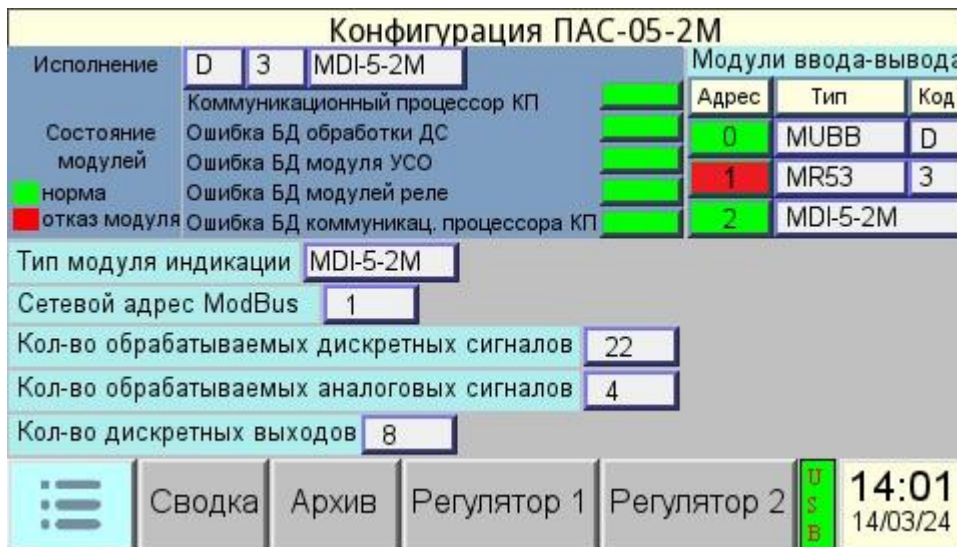 Конфигурация ПАС-05-2М
Исполнение D 3 MDI-5-2M
Модули ввода-вывода
Коммуникационный процессор КП
Состояние модулей
Ошибка БД обработки ДС
Ошибка БД модуля УСО
норма
Ошибка БД модулей реле
отказ модуля
Ошибка БД коммуникац. процессора КП
Адрес Тип Код
0 MUBB D
1 MR53 3
2 MDI-5-2M
Тип модуля индикации MDI-5-2M
Сетевой адрес ModBus 1
Кол-во обрабатываемых дискретных сигналов 22
Кол-во обрабатываемых аналоговых сигналов 4
Кол-во дискретных выходов 8
Сводка Архив Регулятор 1 Регулятор 2 USB 14:01
14/03/24